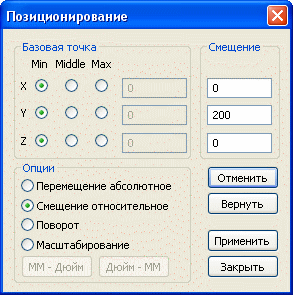 Позиционирование
Базовая точка
Смещение
Min Middle Max
X 0 0
Y 0 200
Z 0 0
Опции
Перемещение абсолютное
Смещение относительное
Поворот
Масштабирование
ММ - Дюйм Дюйм - ММ
Отменить
Вернуть
Применить
Закрыть